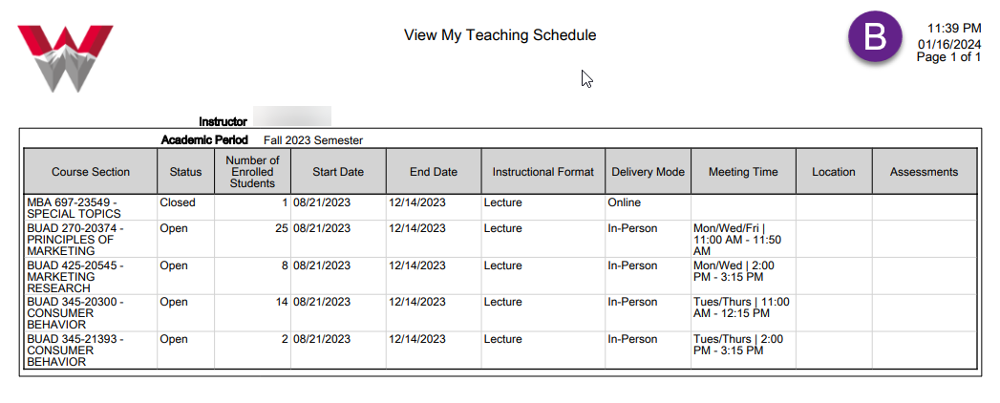 W
View My Teaching Schedule
B
11:39 PM
01/16/2024
Page 1 of 1
Instructor
Academic Period Fall 2023 Semester
Course Section Status Number of Enrolled Students Start Date End Date Instructional Format Delivery Mode Meeting Time Location Assessments
MBA 697-23549 - Closed 1 08/21/2023 12/14/2023 Lecture Online
SPECIAL TOPICS
BUAD 270-20374 - Open 25 08/21/2023 12/14/2023 Lecture In-Person Mon/Wed/Fri |
PRINCIPLES OF 11:00 AM - 11:50
MARKETING AM
BUAD 425-20545 - Open 8 08/21/2023 12/14/2023 Lecture In-Person Mon/Wed | 2:00
MARKETING PM - 3:15 PM
RESEARCH
BUAD 345-20300 - Open 14 08/21/2023 12/14/2023 Lecture In-Person Tues/Thurs | 11:00
CONSUMER AM - 12:15 PM
BEHAVIOR
BUAD 345-21393 - Open 2 08/21/2023 12/14/2023 Lecture In-Person Tues/Thurs | 2:00
CONSUMER PM - 3:15 PM
BEHAVIOR